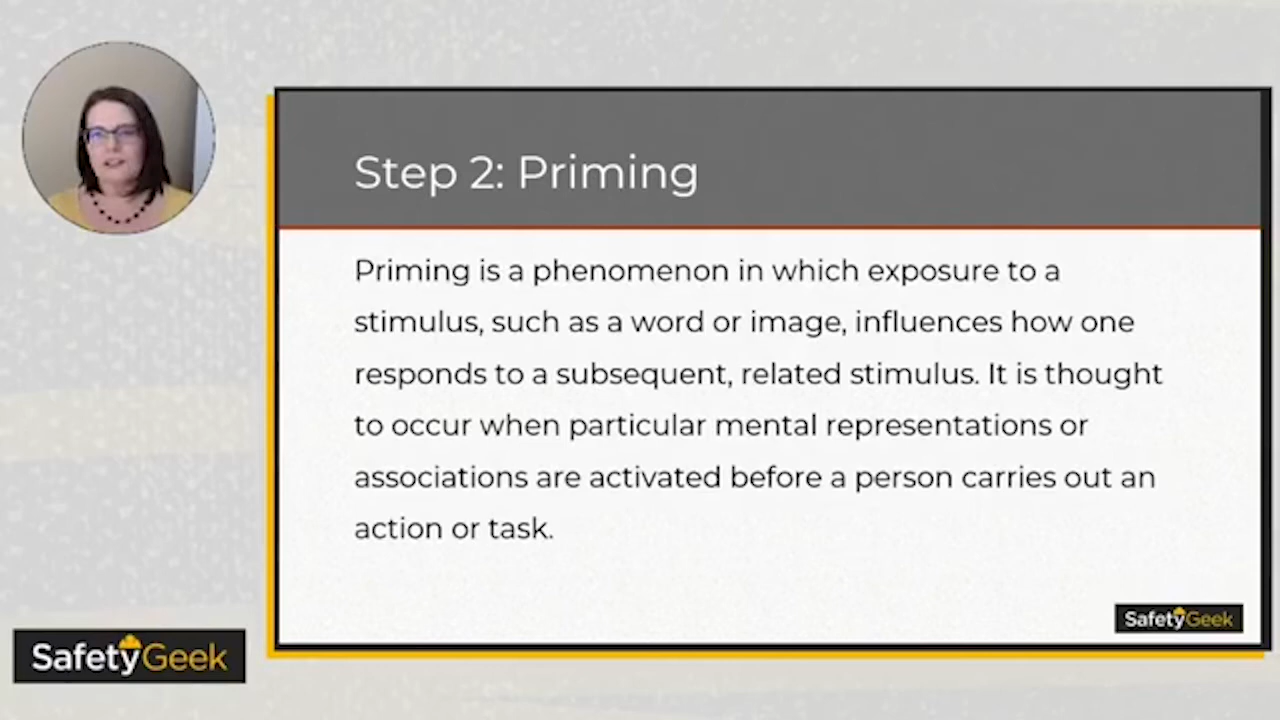 Step 2: Priming
Priming is a phenomenon in which exposure to a
stimulus, such as a word or image, influences how one
responds to a subsequent, related stimulus. It is thought
to occur when particular mental representations or
associations are activated before a person carries out an
action or task.
SafetyGeek
SafetyGeek